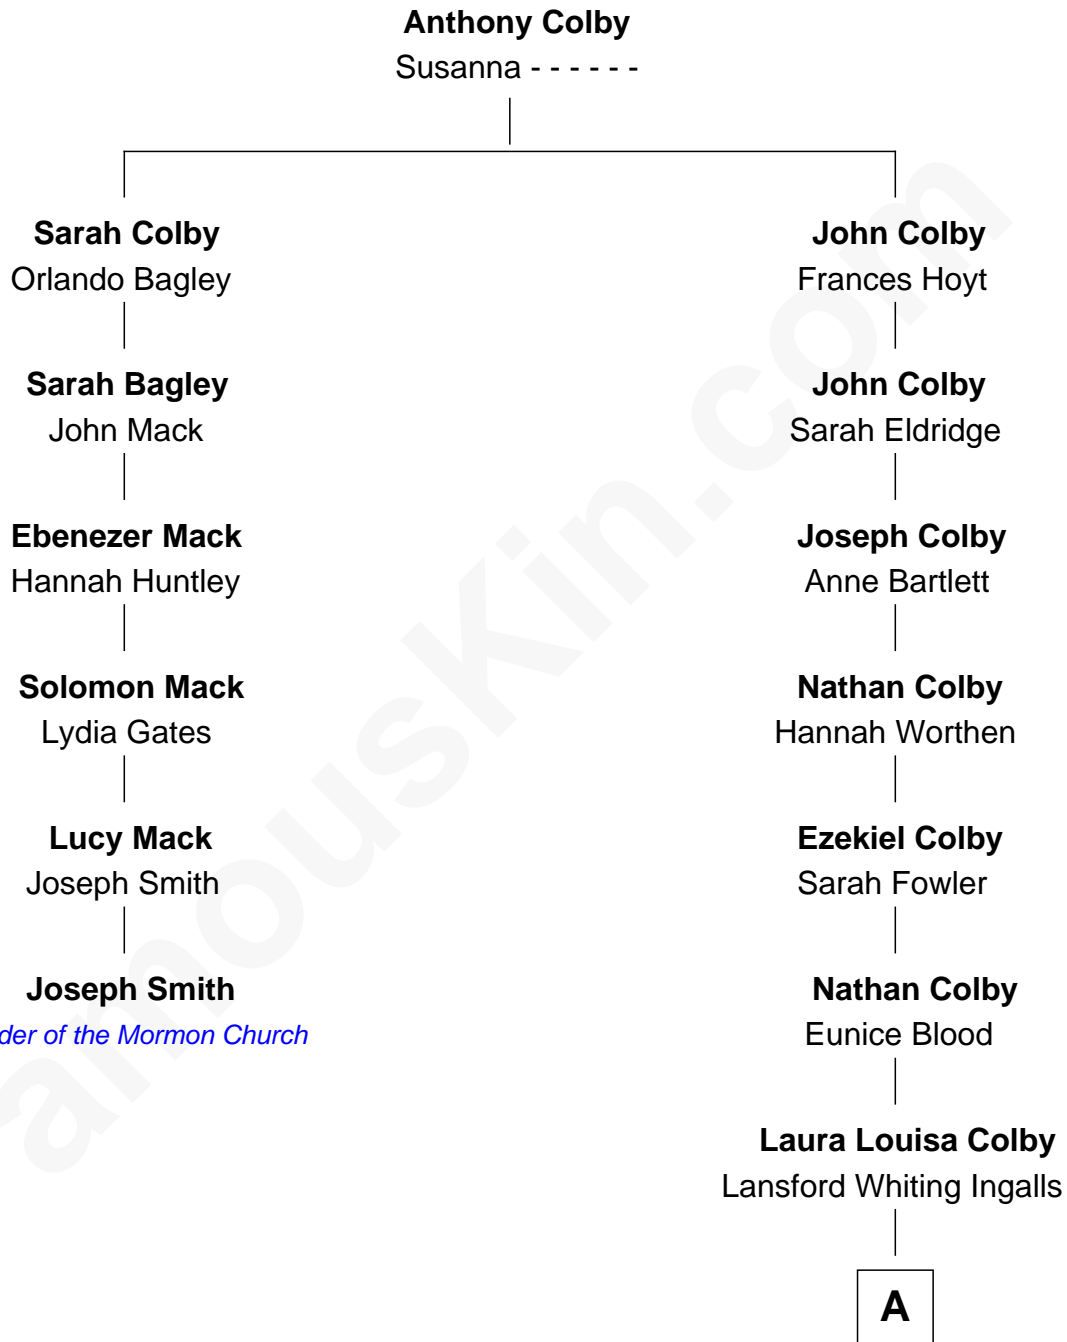 Anthony Colby
Susanna - - - - - -
Sarah Colby
Orlando Bagley
John Colby
Frances Hoyt
Sarah Bagley
John Mack
John Colby
Sarah Eldridge
Ebenezer Mack
Hannah Huntley
Joseph Colby
Anne Bartlett
Solomon Mack
Lydia Gates
Nathan Colby
Hannah Worthen
Lucy Mack
Joseph Smith
Ezekiel Colby
Sarah Fowler
Joseph Smith
of the Mormon Church
Nathan Colby
Eunice Blood
Laura Louisa Colby
Lansford Whiting Ingalls
A
amousKin.com